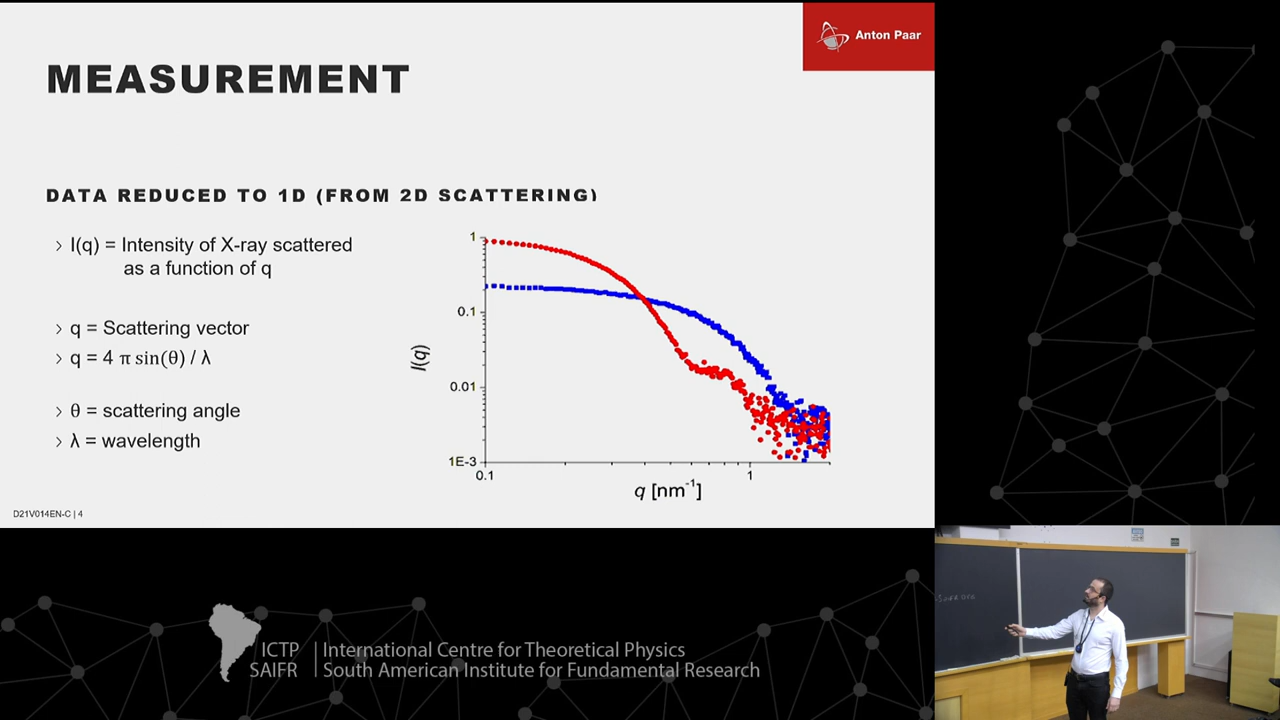 Anton Paar
MEASUREMENT
DATA REDUCED TO 1D (FROM 2D SCATTERING)
› I(q) = Intensity of X-ray scattered
as a function of q
› q = Scattering vector
› q = 4 π sin(θ) / λ
› θ = scattering angle
› λ = wavelength
1
0.1
0.01
1E-3
I(q)
0.1
1
q [nm⁻¹]
D21V014EN-C | 4
ICTP
SAIFR
International Centre for Theoretical Physics
South American Institute for Fundamental Research